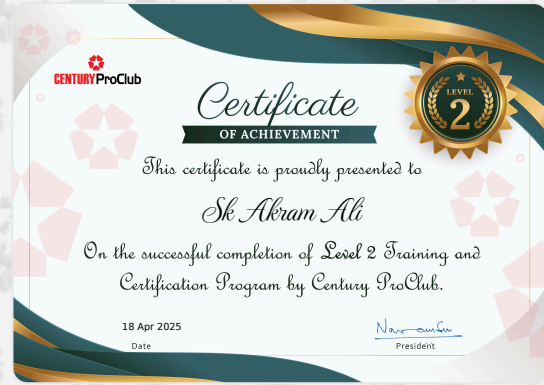 CENTURY ProClub
Certificate
OF ACHIEVEMENT
LEVEL
2
This certificate is proudly presented to
Sk Akram Ali
On the successful completion of Level 2 Training and
Certification Program by Century ProClub.
18 Apr 2025
Date
President